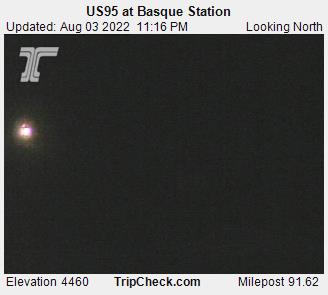 US95 at Basque Station
Updated: Aug 03 2022 11:16 PM Looking North
Elevation 4460 TripCheck.com Milepost 91.62